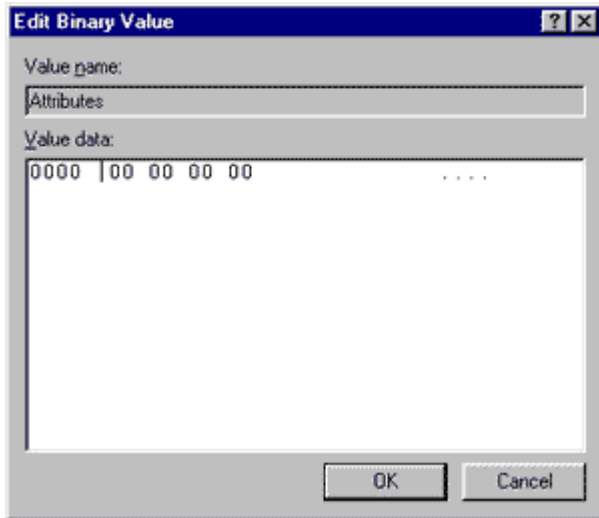 Edit Binary Value
Value name:
Attributes
Value data:
0000 00 00 00 00 ....
OK Cancel